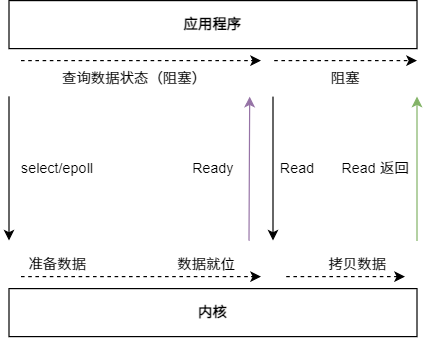 应用程序
查询数据状态（阻塞）
阻塞
select/epoll
Ready
Read
Read 返回
准备数据
数据就位
拷贝数据
内核